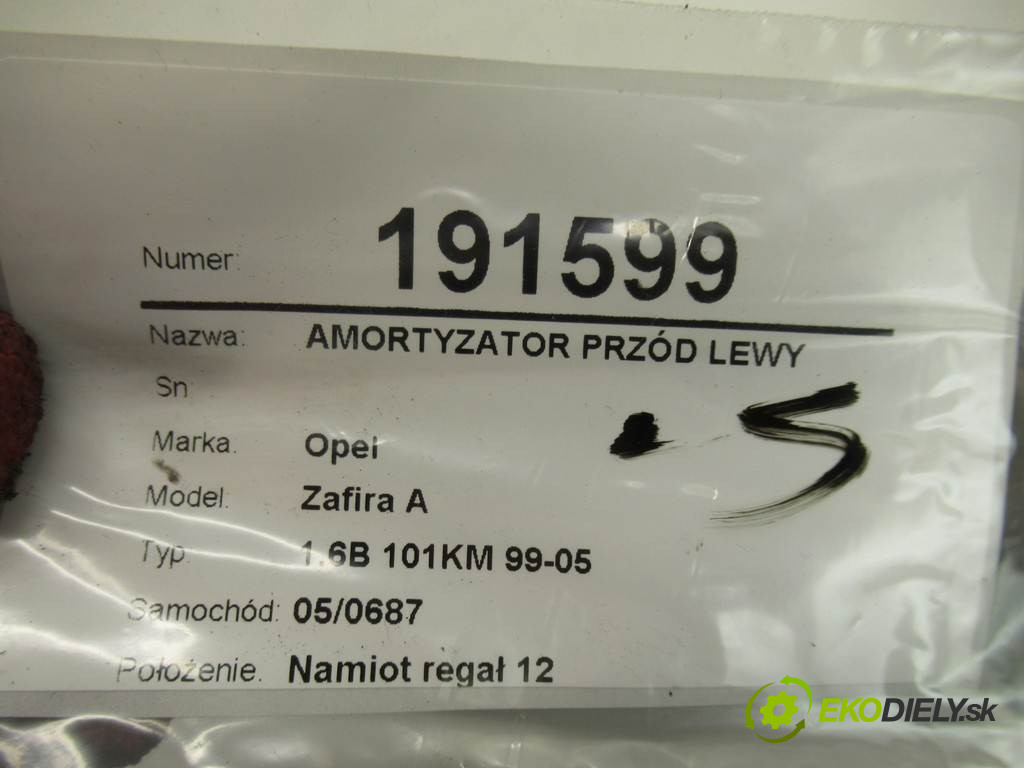 Numer: 191599
Nazwa: AMORTYZATOR PRZÓD LEWY
Sn
Marka. Opel
.5
Model. Zafira A
Typ. 1.6B 101KM 99-05
Samochód: 05/0687
Położenie. Namiot regał 12
EKODIELY.sk